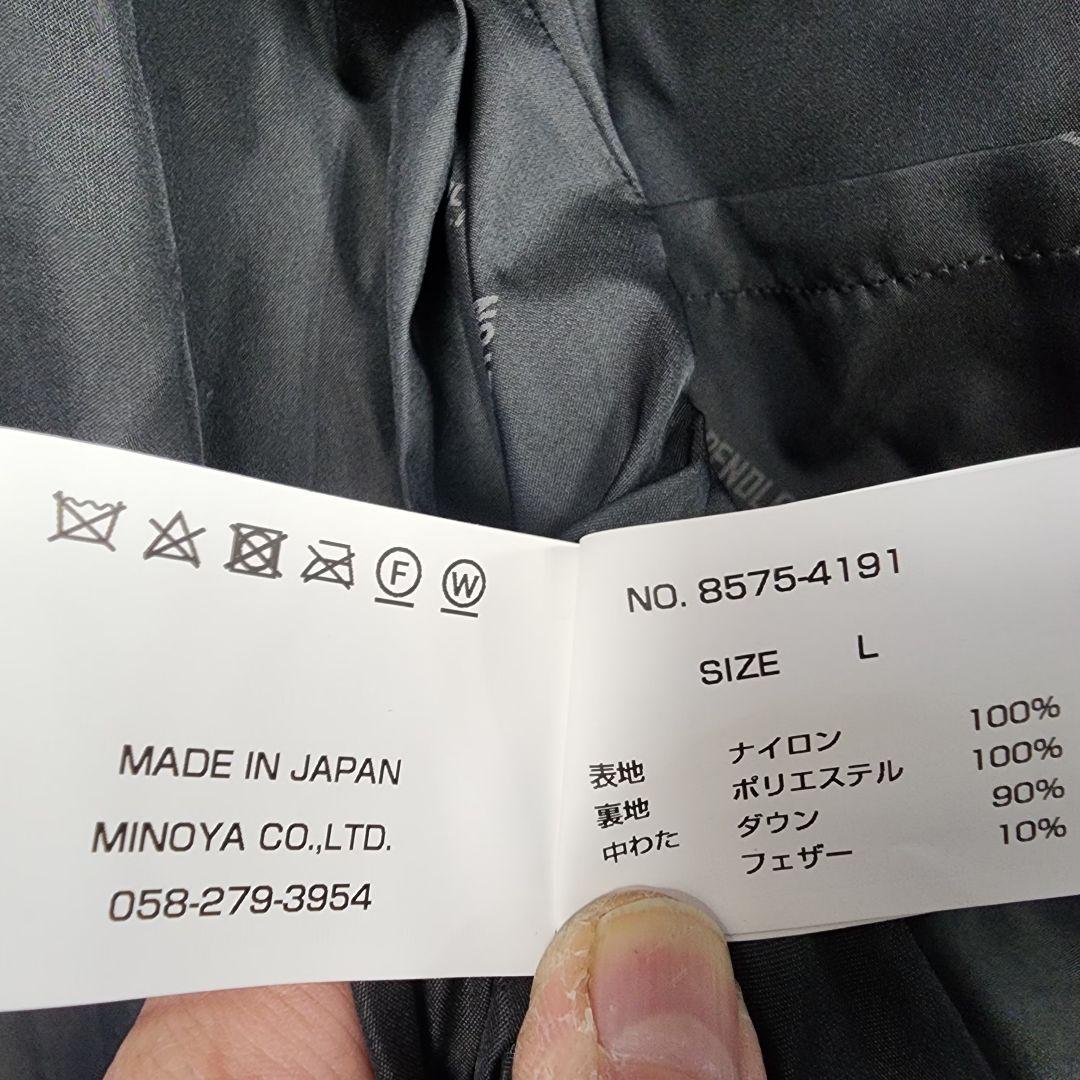 F W
MADE IN JAPAN
MINOYA CO.,LTD.
058-279-3954
NO. 8575-4191
SIZE L
表地 ナイロン 100%
裏地 ポリエステル 100%
中わた ダウン 90%
フェザー 10%